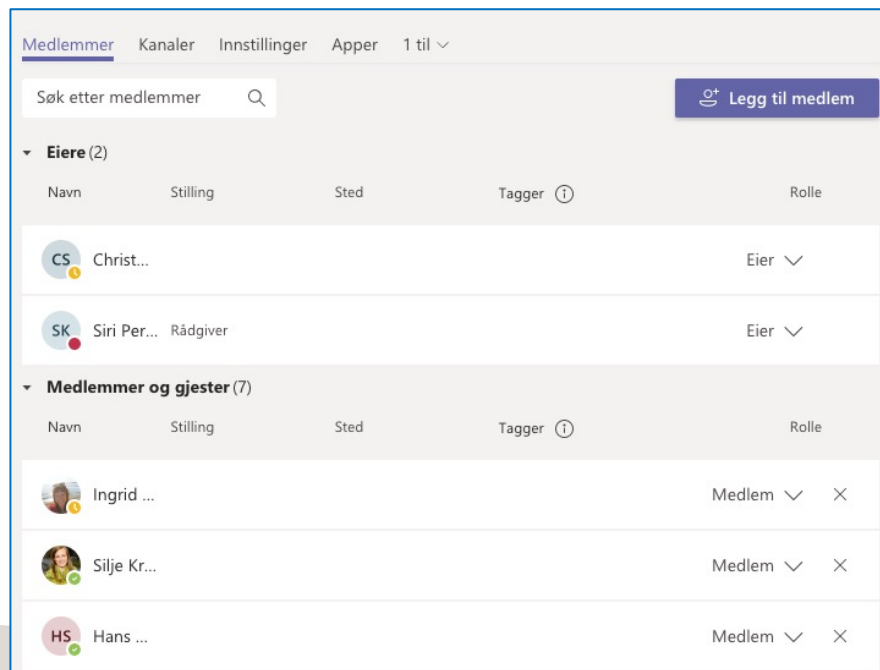 Medlemmer Kanaler Innstillinger Apper 1 til
Søk etter medlemmer Legg til medlem
Eiere (2)
Navn Stilling Sted Tagger Rolle
CS Christ... Eier
SK Siri Per... Rådgiver Eier
Medlemmer og gjester (7)
Navn Stilling Sted Tagger Rolle
Ingrid ... Medlem
Silje Kr... Medlem
HS Hans ... Medlem